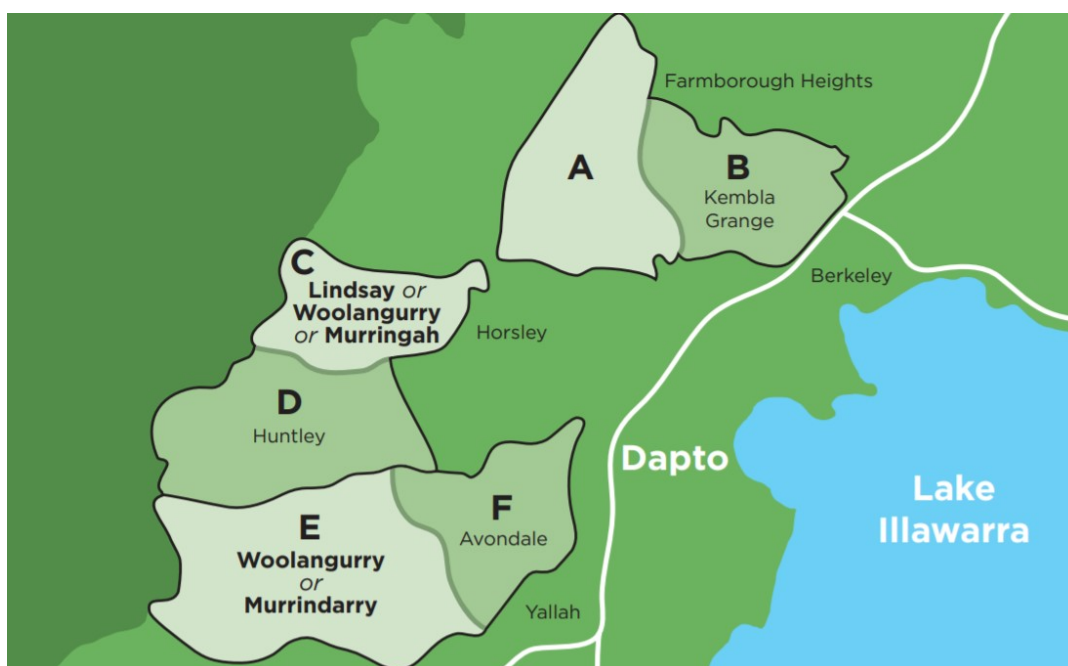 Farmborough Heights
A
B
Kembla
Grange
Berkeley
C
Lindsay or
Woolangurry
or Murringah
Horsley
D
Huntley
Dapto
Lake
Illawarra
E
Woolangurry
or
Murrindarry
F
Avondale
Yallah